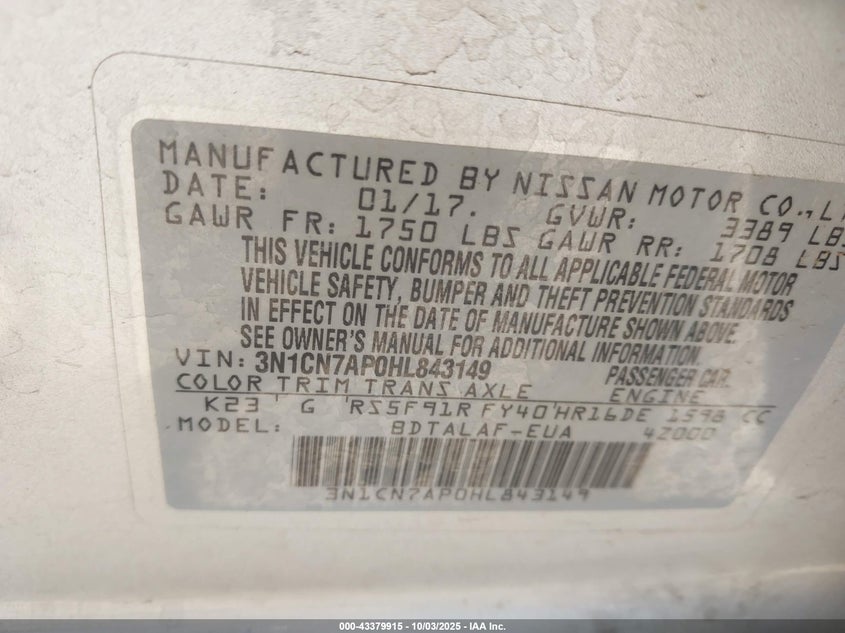 MANUFACTURED BY NISSAN MOTOR CO.,
DATE: 01/17. GVWR: 3389 LBS
GAWR FR: 1750 LBS GAWR RR: 1708 LBS
THIS VEHICLE CONFORMS TO ALL APPLICABLE FEDERAL MOTOR
VEHICLE SAFETY, BUMPER AND THEFT PREVENTION STANDARDS
IN EFFECT ON THE DATE OF MANUFACTURE SHOWN ABOVE.
SEE OWNER'S MANUAL FOR ADDITIONAL INFORMATION.
VIN: 3N1CN7AP0HL843149 PASSENGER CAR.
COLOR TRIM TRANS AXLE ENGINE
K23 G RS5F91R FY40 HR16DE 1598 CC
MODEL: BDTALAF-EUA 42000
3N1CN7AP0HL843149
000-43379915 - 10/03/2025 - IAA Inc.